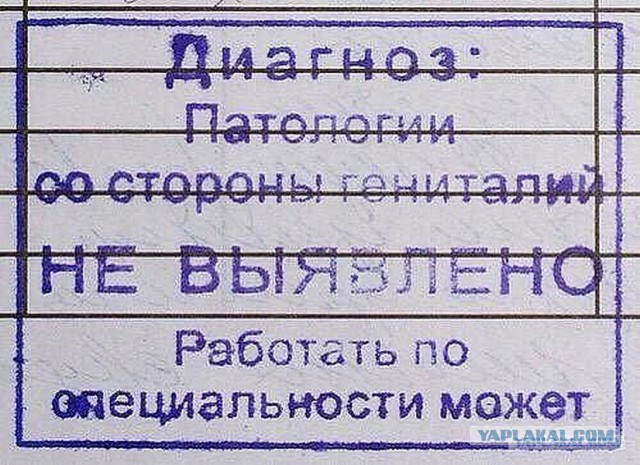 Диагноз:
Патологии
со стороны гениталий
НЕ ВЫЯВЛЕНО
Работать по
специальности может
YAPLAKAL.COM